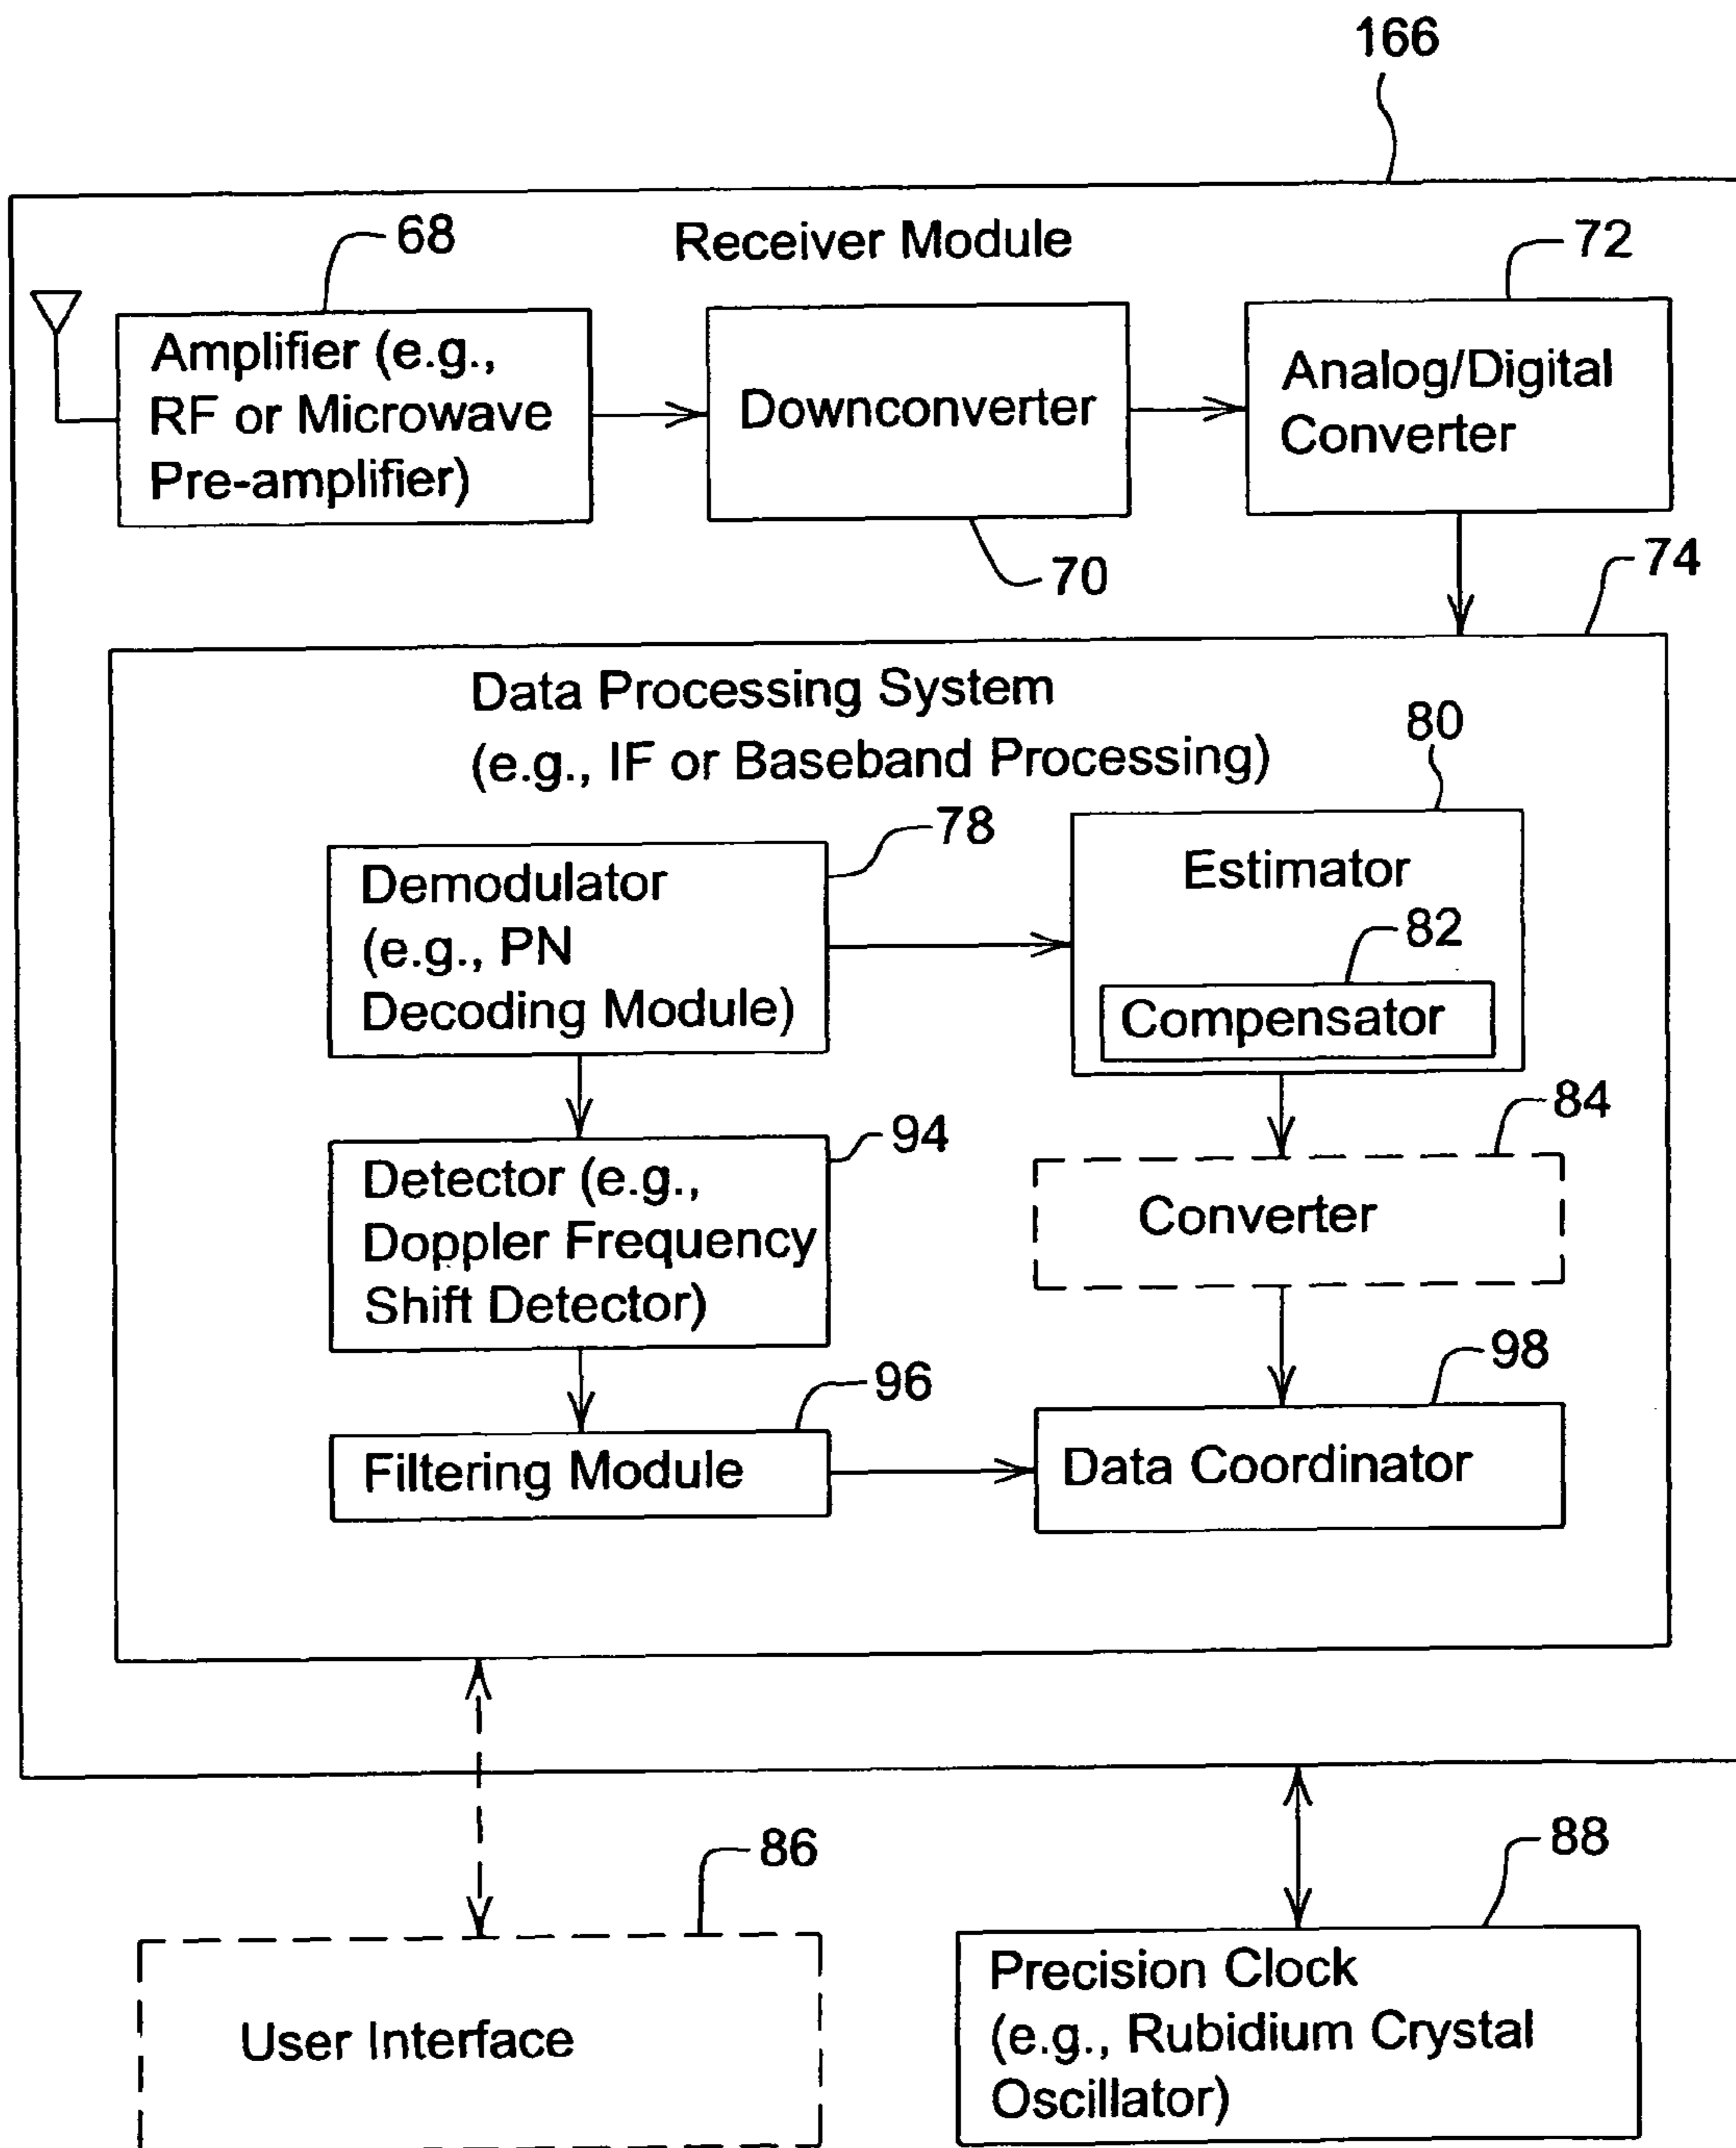 166
Receiver Module
68
72
Amplifier (e.g.,
RF or Microwave
Pre-amplifier)
Downconverter
Analog/Digital
Converter
70
74
Data Processing System
(e.g., IF or Baseband Processing)
80
78
Demodulator
(e.g., PN
Decoding Module)
Estimator
82
Compensator
84
94
Detector (e.g.,
Doppler Frequency
Shift Detector)
Converter
96
98
Filtering Module
Data Coordinator
86
88
User Interface
Precision Clock
(e.g., Rubidium Crystal
Oscillator)